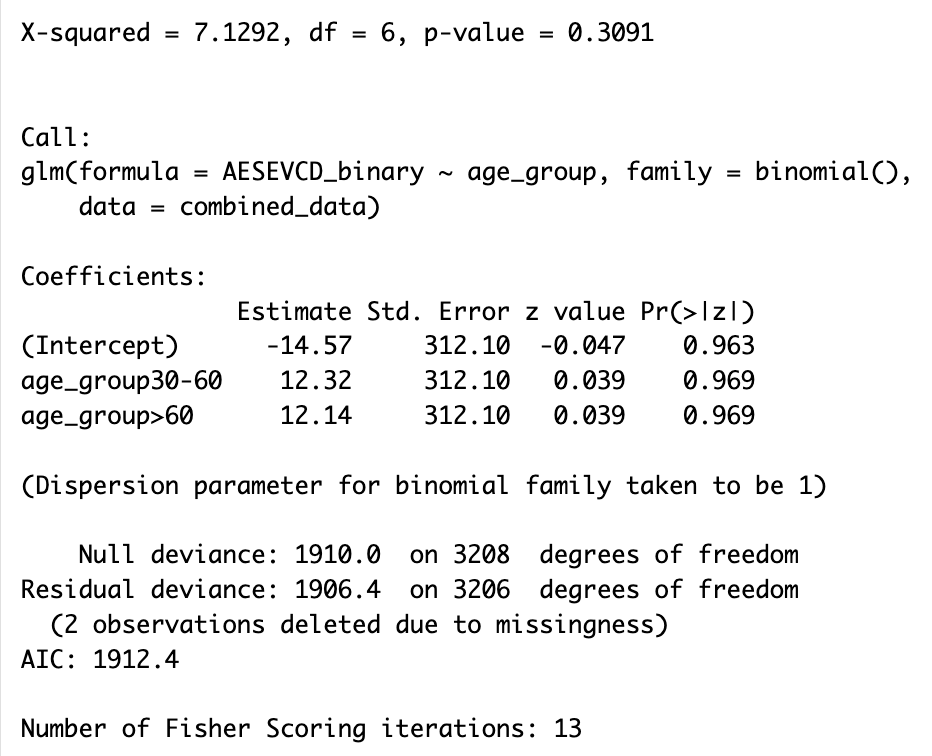 X-squared = 7.1292, df = 6, p-value = 0.3091
Call:
glm(formula = AESEVCD_binary ~ age_group, family = binomial(),
    data = combined_data)
Coefficients:
               Estimate Std. Error z value Pr(>|z|)
(Intercept)      -14.57     312.10  -0.047    0.963
age_group30-60    12.32     312.10   0.039    0.969
age_group>60      12.14     312.10   0.039    0.969
(Dispersion parameter for binomial family taken to be 1)
    Null deviance: 1910.0  on 3208  degrees of freedom
Residual deviance: 1906.4  on 3206  degrees of freedom
  (2 observations deleted due to missingness)
AIC: 1912.4
Number of Fisher Scoring iterations: 13